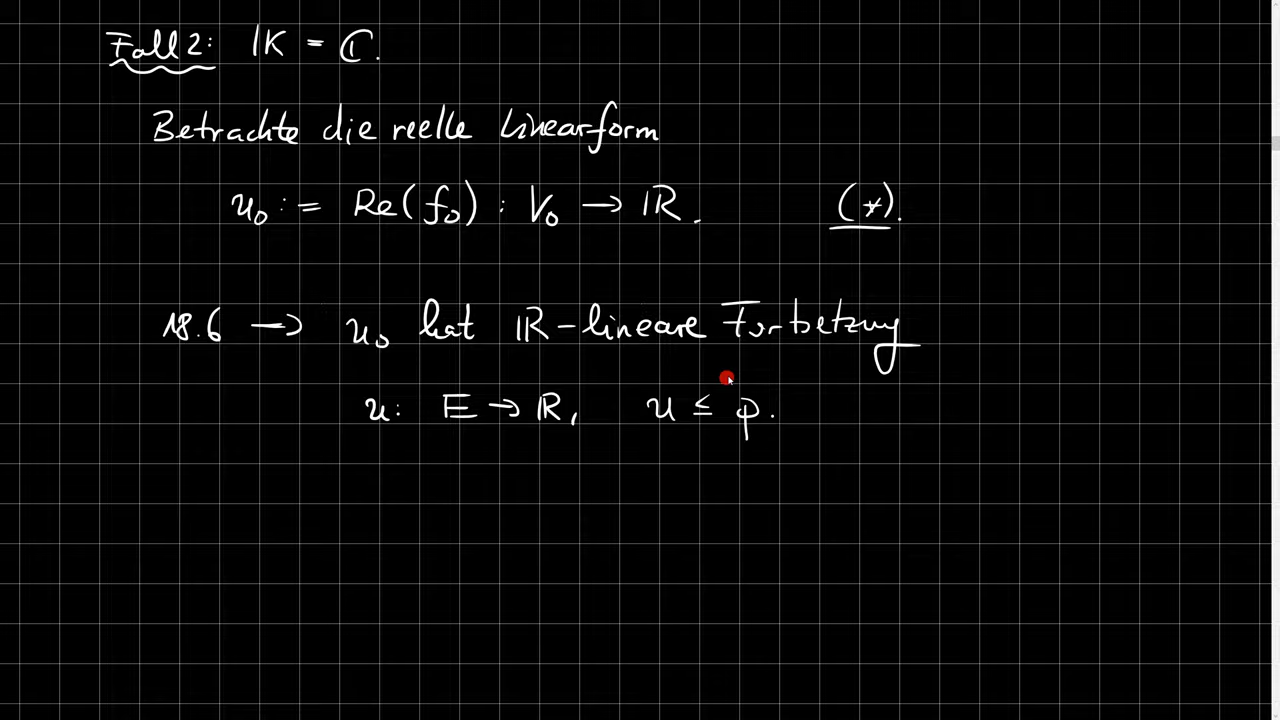 Fall 2: K = ℂ.
Betrachte die reelle Linearform
u₀ := Re(f₀) : V₀ → ℝ. (*).
18.6 → u₀ hat ℝ-lineare Fortsetzung
u: E → ℝ, u ≤ p.